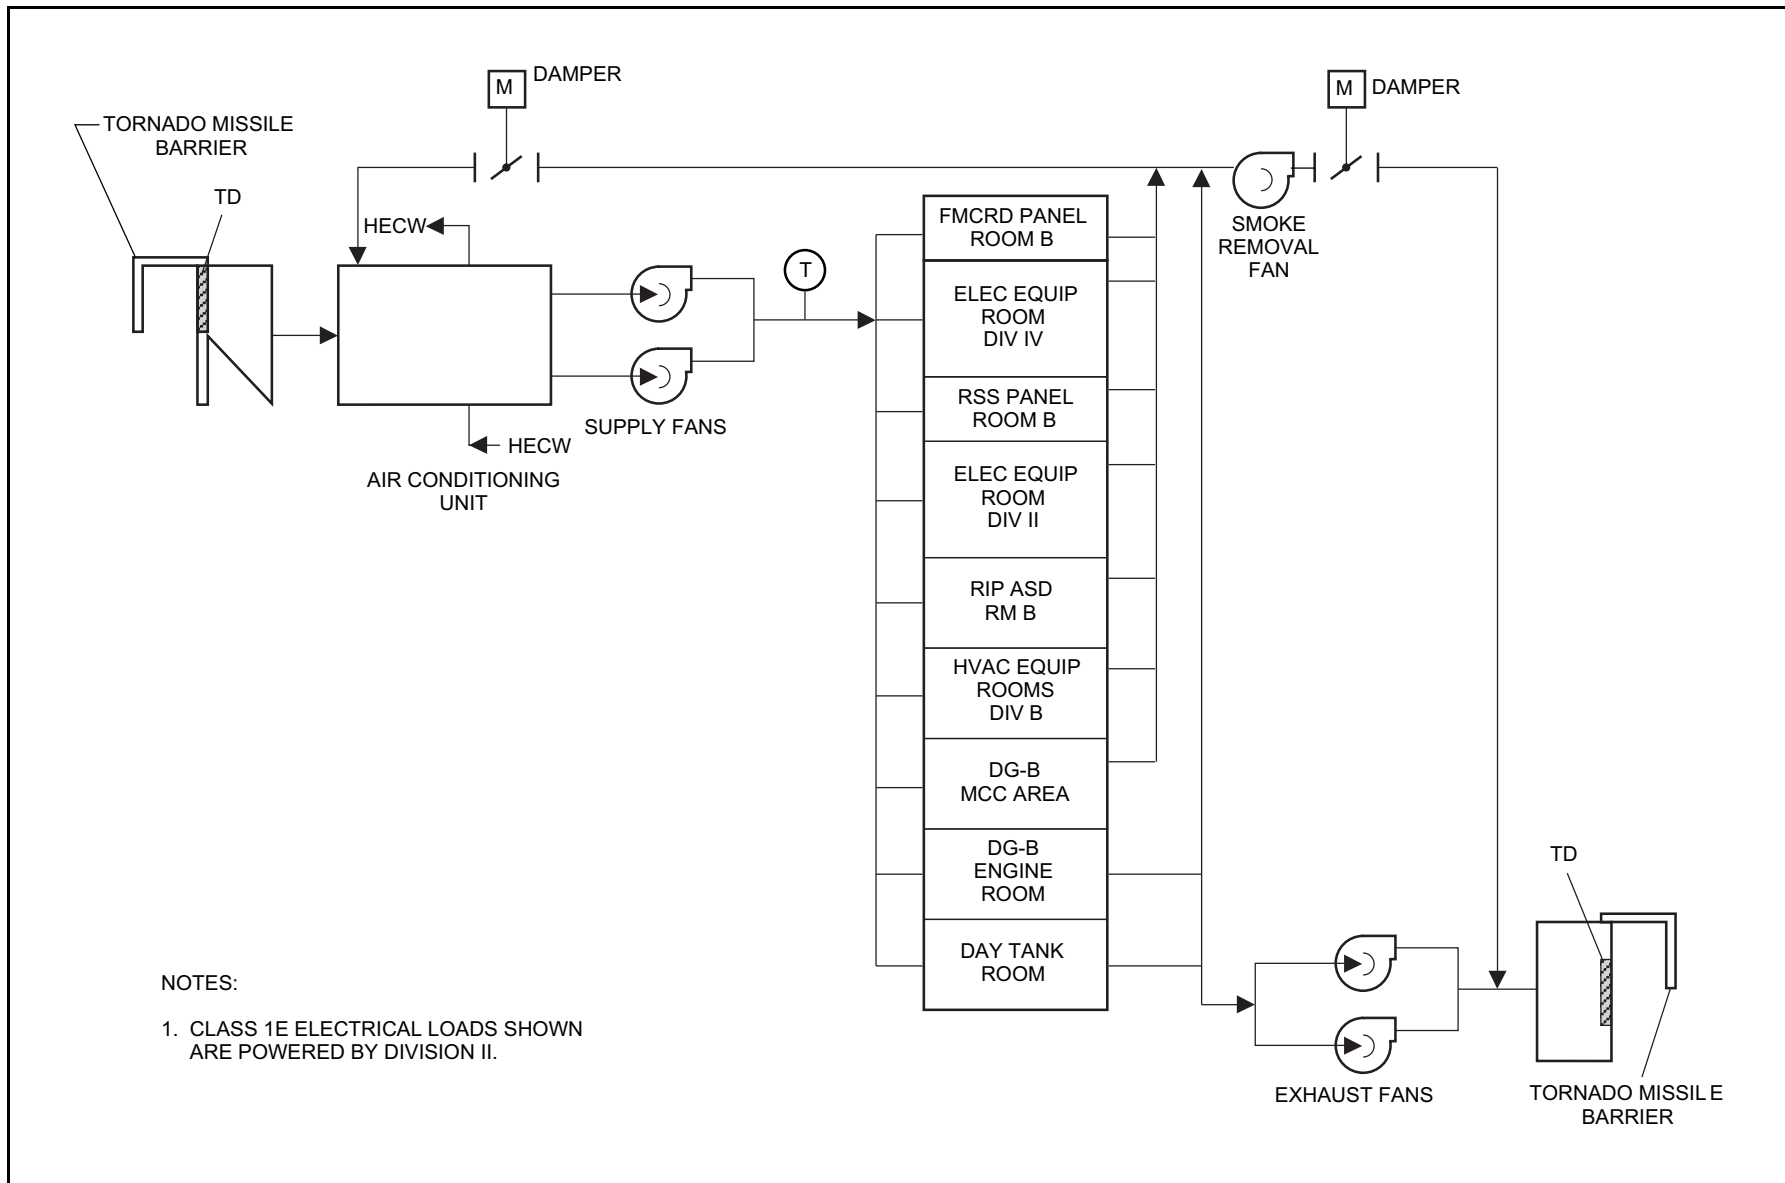 M
DAMPER
M
DAMPER
TORNADO MISSILE
BARRIER
TD
HECW
HECW
AIR CONDITIONING
UNIT
SUPPLY FANS
T
FMCRD PANEL
ROOM B
ELEC EQUIP
ROOM
DIV IV
RSS PANEL
ROOM B
ELEC EQUIP
ROOM
DIV II
RIP ASD
RM B
HVAC EQUIP
ROOMS
DIV B
DG-B
MCC AREA
DG-B
ENGINE
ROOM
DAY TANK
ROOM
SMOKE
REMOVAL
FAN
EXHAUST FANS
TD
TORNADO MISSILE
BARRIER
NOTES:
1. CLASS 1E ELECTRICAL LOADS SHOWN
ARE POWERED BY DIVISION II.